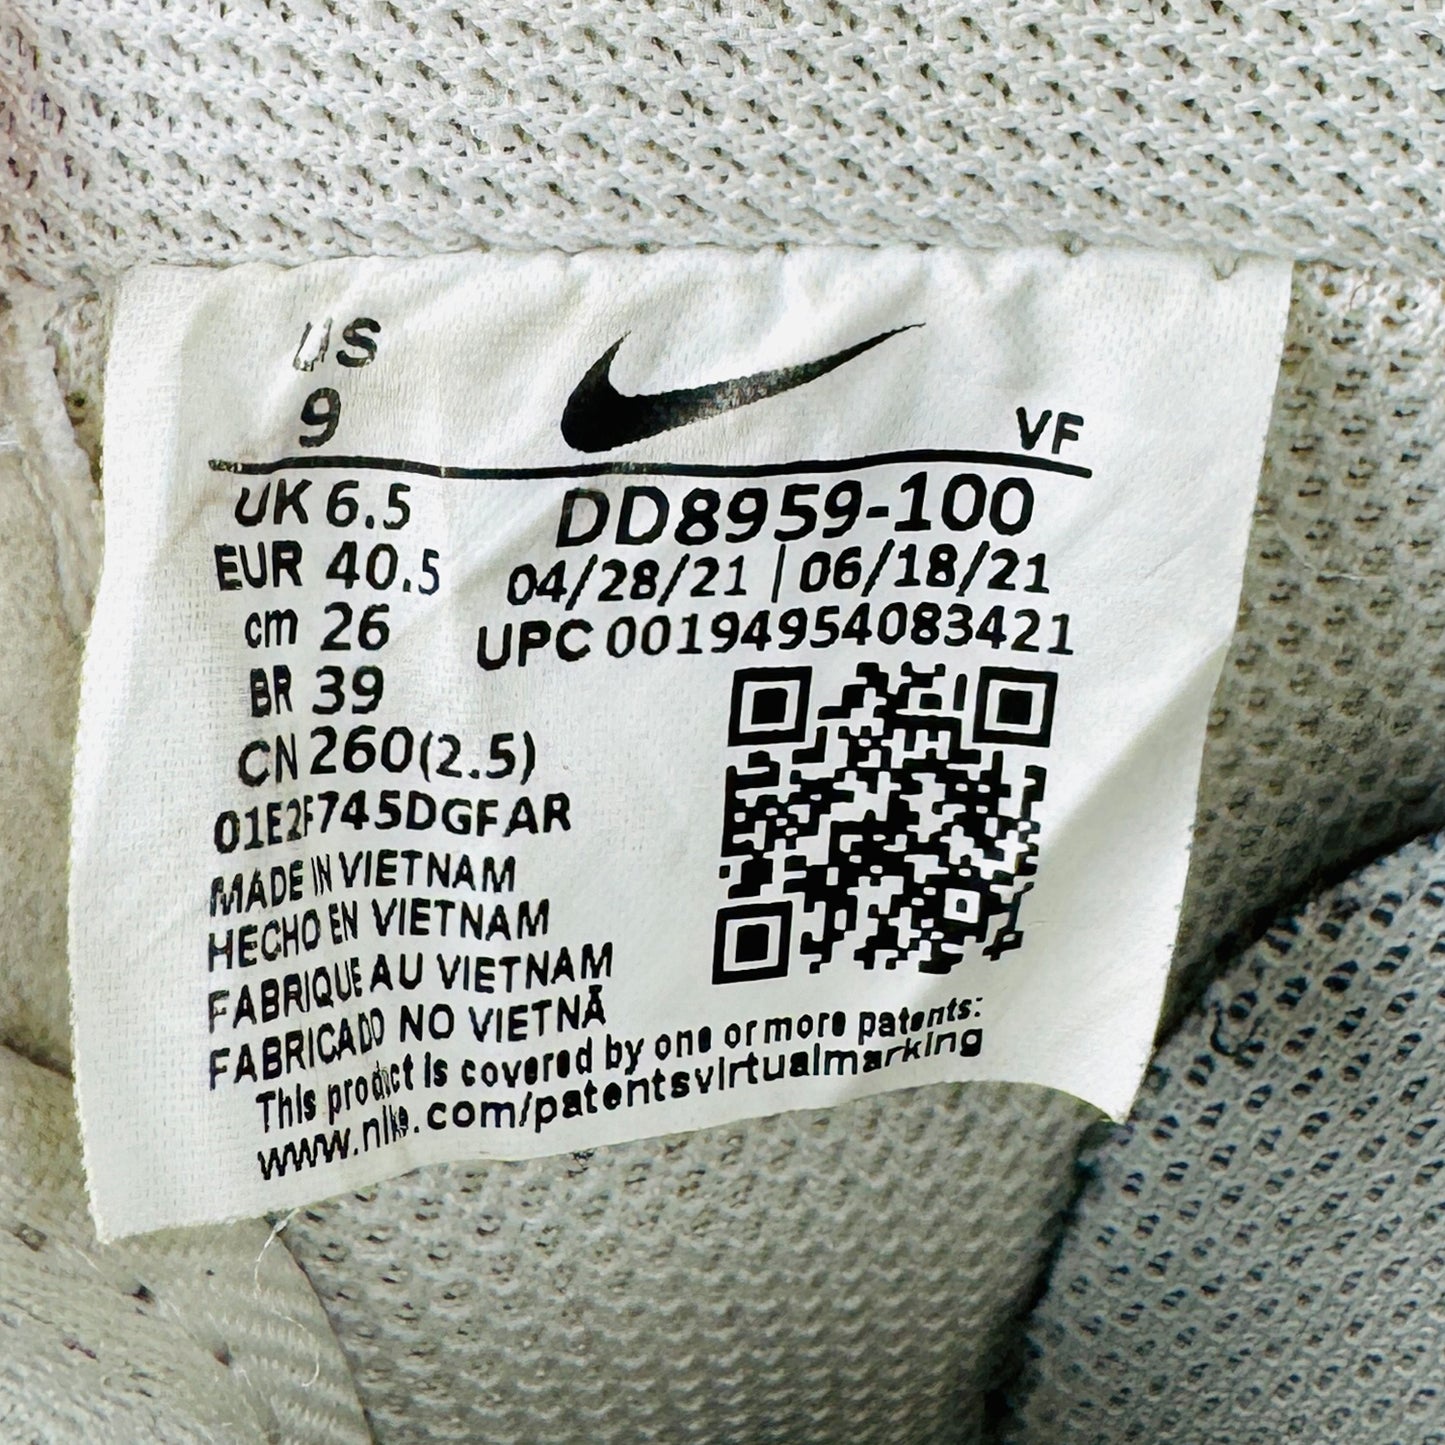 US
9
VF
UK 6.5
EUR 40.5
cm 26
BR 39
CN 260(2.5)
DD8959-100
04/28/21 | 06/18/21
UPC 00194954083421
01E2F745DGFAR
MADE IN VIETNAM
HECHO EN VIETNAM
FABRIQUE AU VIETNAM
FABRICADO NO VIETNÃ
This product is covered by one or more patents:
www.nike.com/patentsvirtualmarking